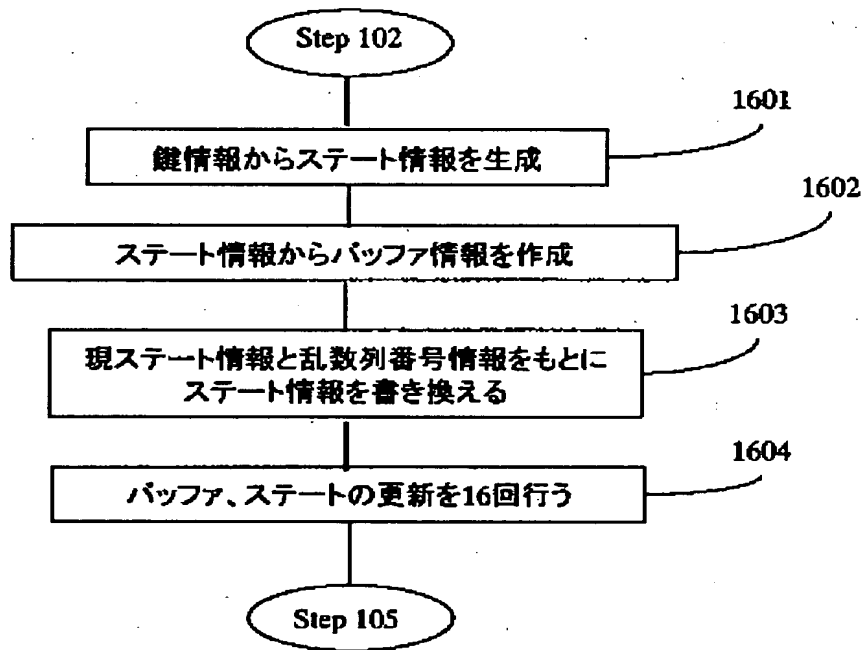 Step 102
1601
鍵情報からステート情報を生成
1602
ステート情報からバッファ情報を作成
1603
現ステート情報と乱数列番号情報をもとに
ステート情報を書き換える
1604
バッファ、ステートの更新を16回行う
Step 105